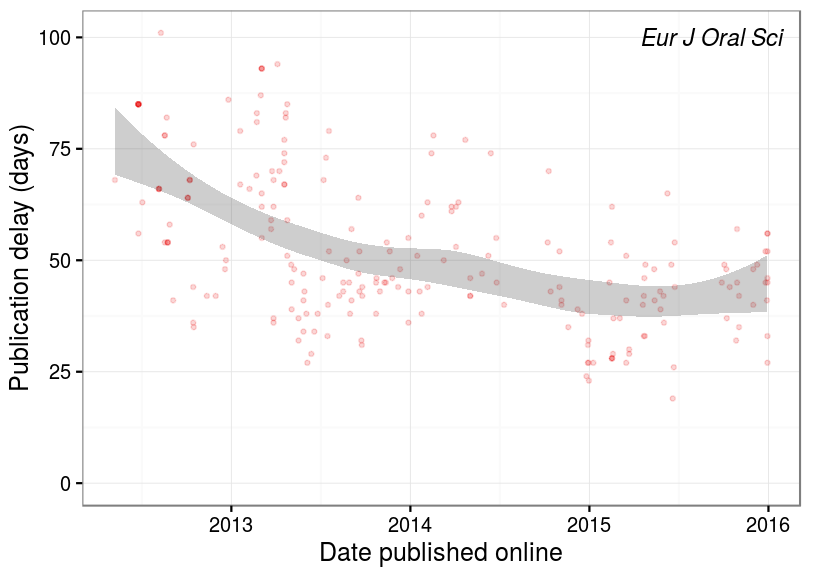 Eur J Oral Sci
Publication delay (days)
100
75
50
25
0
2013 2014 2015 2016
Date published online